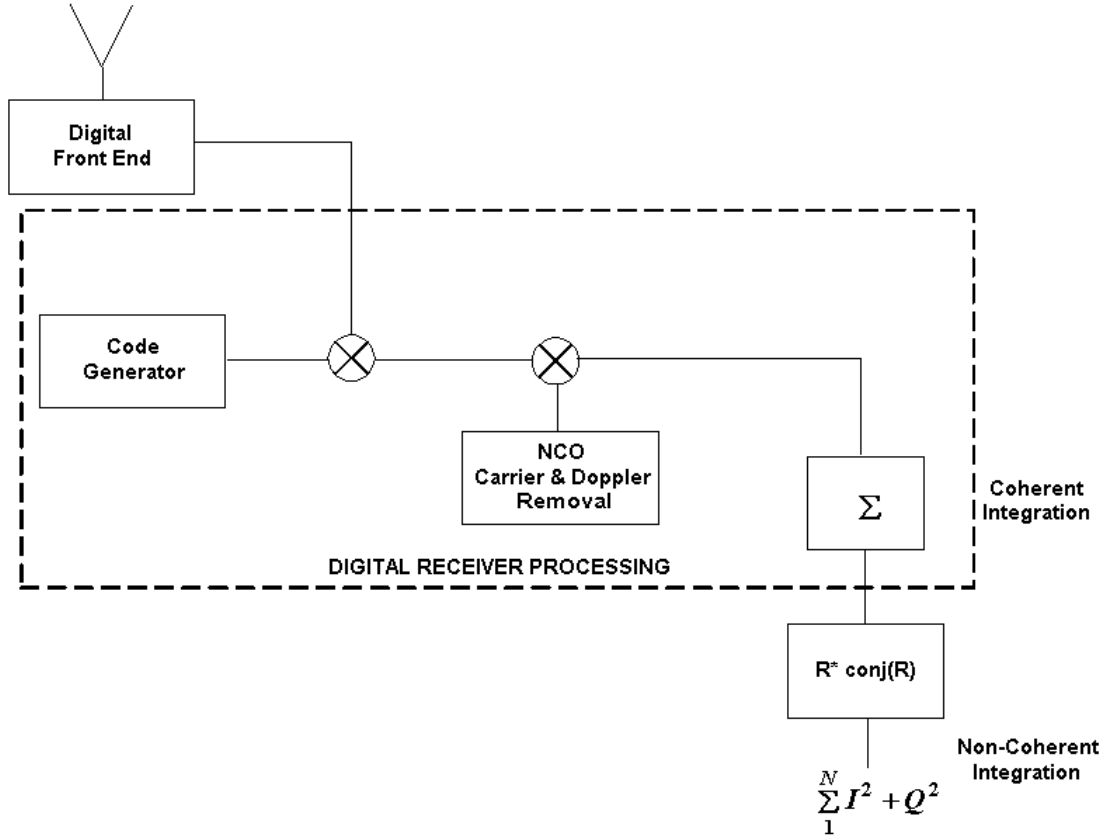 Digital
Front End
Code
Generator
NCO
Carrier & Doppler
Removal
Σ
Coherent
Integration
DIGITAL RECEIVER PROCESSING
R* conj(R)
Non-Coherent
Integration
N
Σ I² + Q²
1